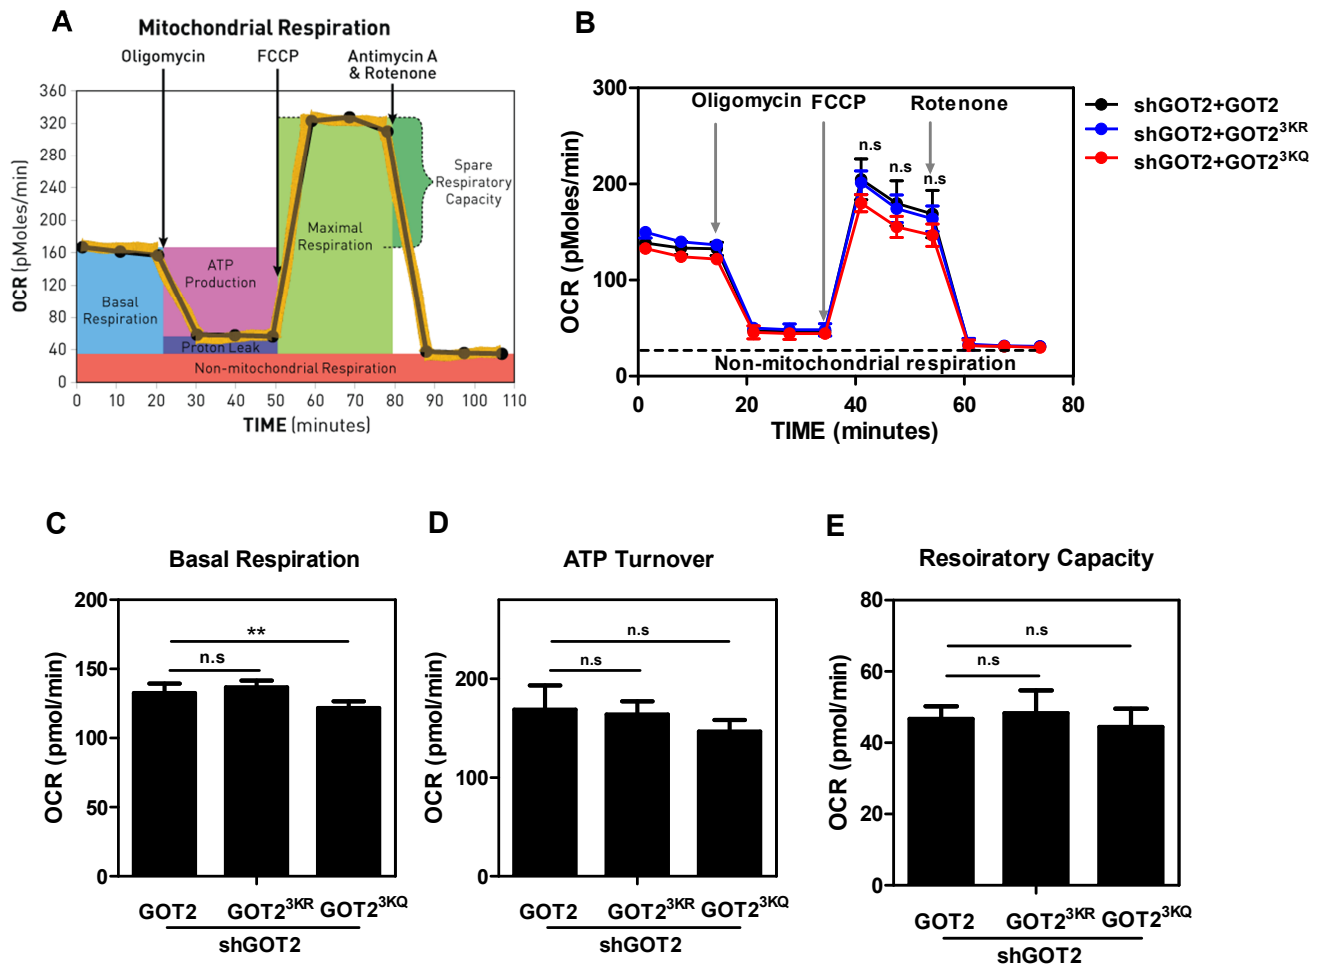 A
Mitochondrial Respiration
Oligomycin
FCCP
Antimycin A
& Rotenone
OCR (pMoles/min)
360
320
280
240
200
160
120
80
40
0
Basal
Respiration
ATP
Production
Proton Leak
Maximal
Respiration
Spare
Respiratory
Capacity
Non-mitochondrial Respiration
0 10 20 30 40 50 60 70 80 90 100 110
TIME (minutes)
B
OCR (pMoles/min)
300
200
100
0
Oligomycin FCCP Rotenone
n.s
n.s
n.s
Non-mitochondrial respiration
0 20 40 60 80
TIME (minutes)
shGOT2+GOT2
shGOT2+GOT2³ᴷᴿ
shGOT2+GOT2³ᴷQ
C
Basal Respiration
OCR (pmol/min)
200
150
100
50
0
**
n.s
GOT2 GOT2³ᴷᴿ GOT2³ᴷQ
shGOT2
D
ATP Turnover
OCR (pmol/min)
200
100
0
n.s
n.s
GOT2 GOT2³ᴷᴿ GOT2³ᴷQ
shGOT2
E
Resoiratory Capacity
OCR (pmol/min)
80
60
40
20
0
n.s
n.s
GOT2 GOT2³ᴷᴿ GOT2³ᴷQ
shGOT2